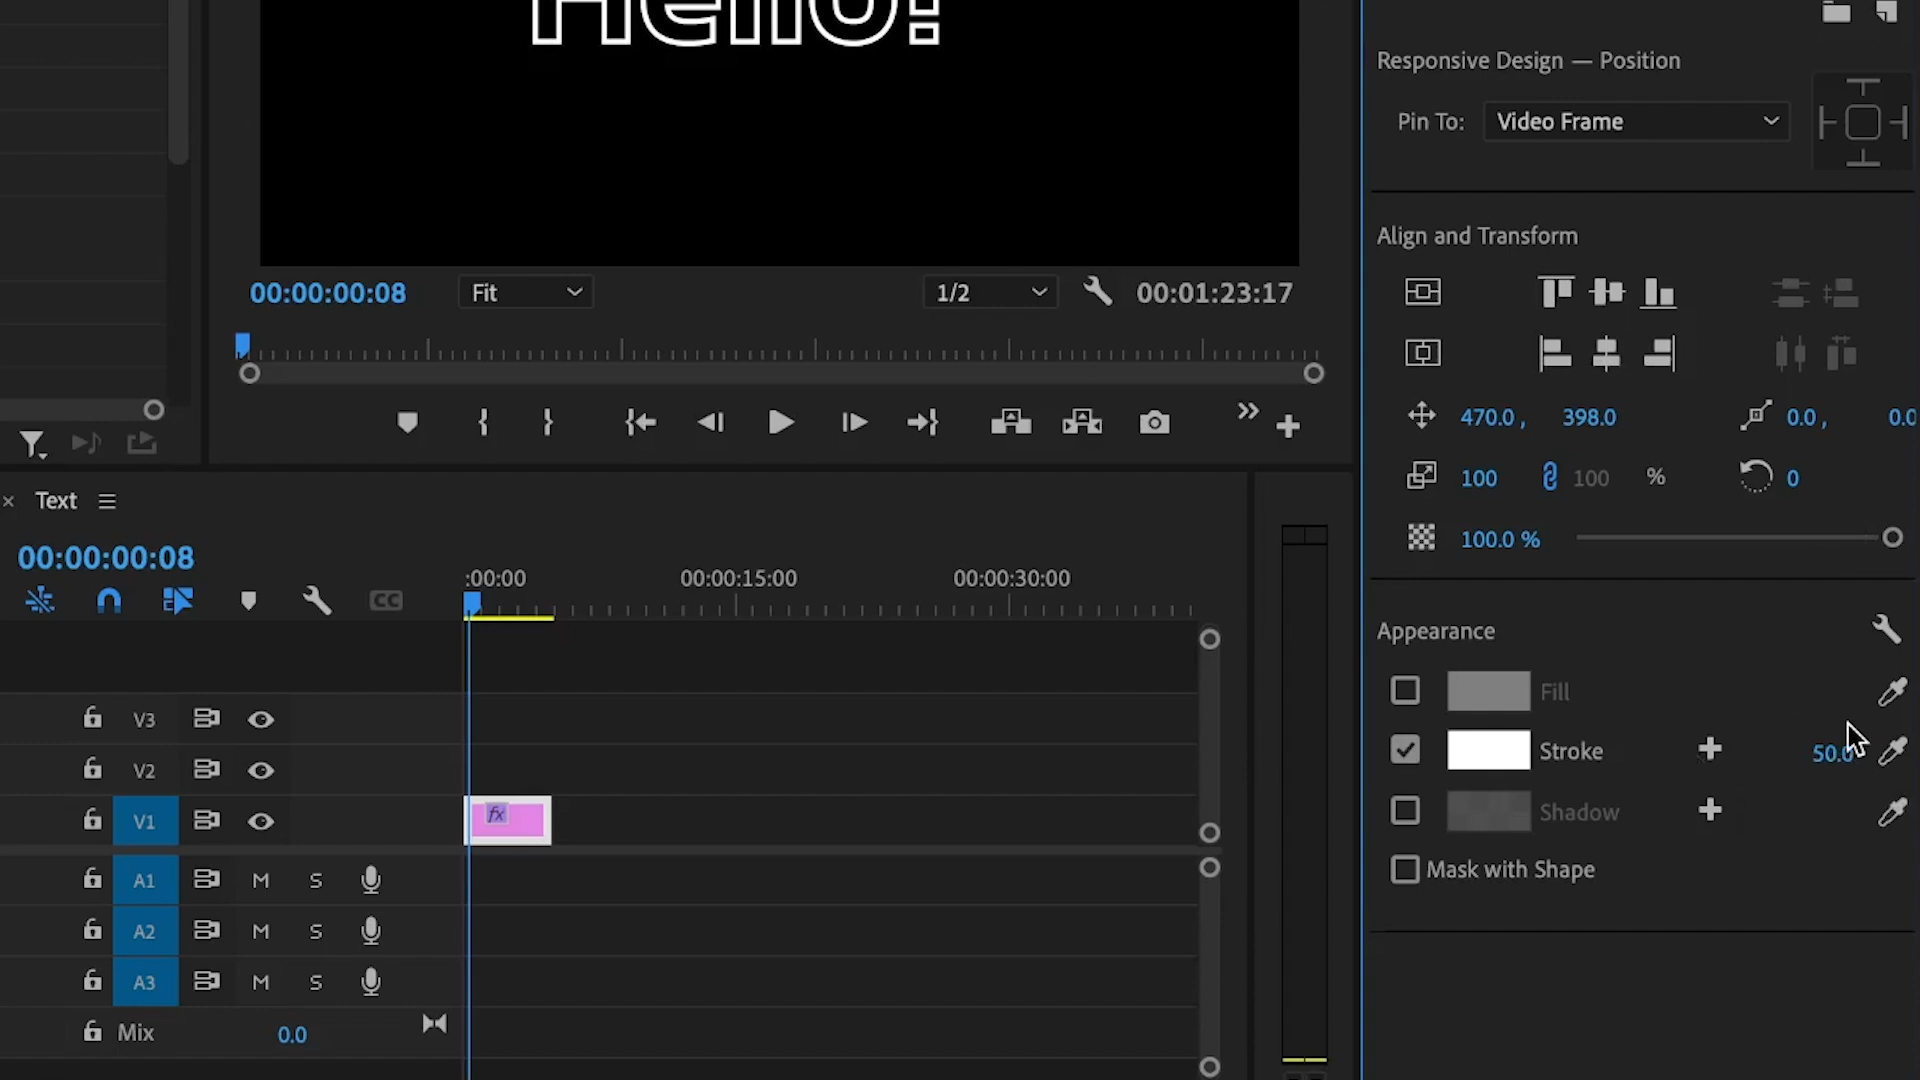 Hello!
Responsive Design — Position
Pin To: Video Frame
Align and Transform
00:00:00:08 Fit 1/2 00:01:23:17
470.0 , 398.0 0.0 , 0.0
100 100 % 0
100.0 %
× Text
00:00:00:08
:00:00 00:00:15:00 00:00:30:00
CC
Appearance
Fill
Stroke 50.0
Shadow
Mask with Shape
V3
V2
V1 fx
A1 M S
A2 M S
A3 M S
Mix 0.0